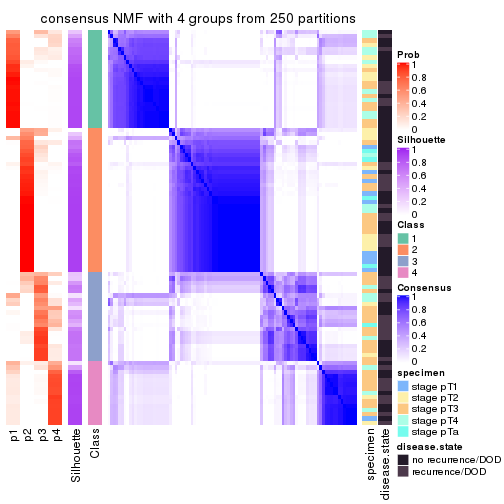 consensus NMF with 4 groups from 250 partitions
Prob
1
0.8
0.6
0.4
0.2
0
Silhouette
1
0.8
0.6
0.4
0.2
0
Class
1
2
3
4
Consensus
1
0.8
0.6
0.4
0.2
0
specimen
stage pT1
stage pT2
stage pT3
stage pT4
stage pTa
disease.state
no recurrence/DOD
recurrence/DOD
p1
p2
p3
p4
Silhouette
Class
specimen
disease.state